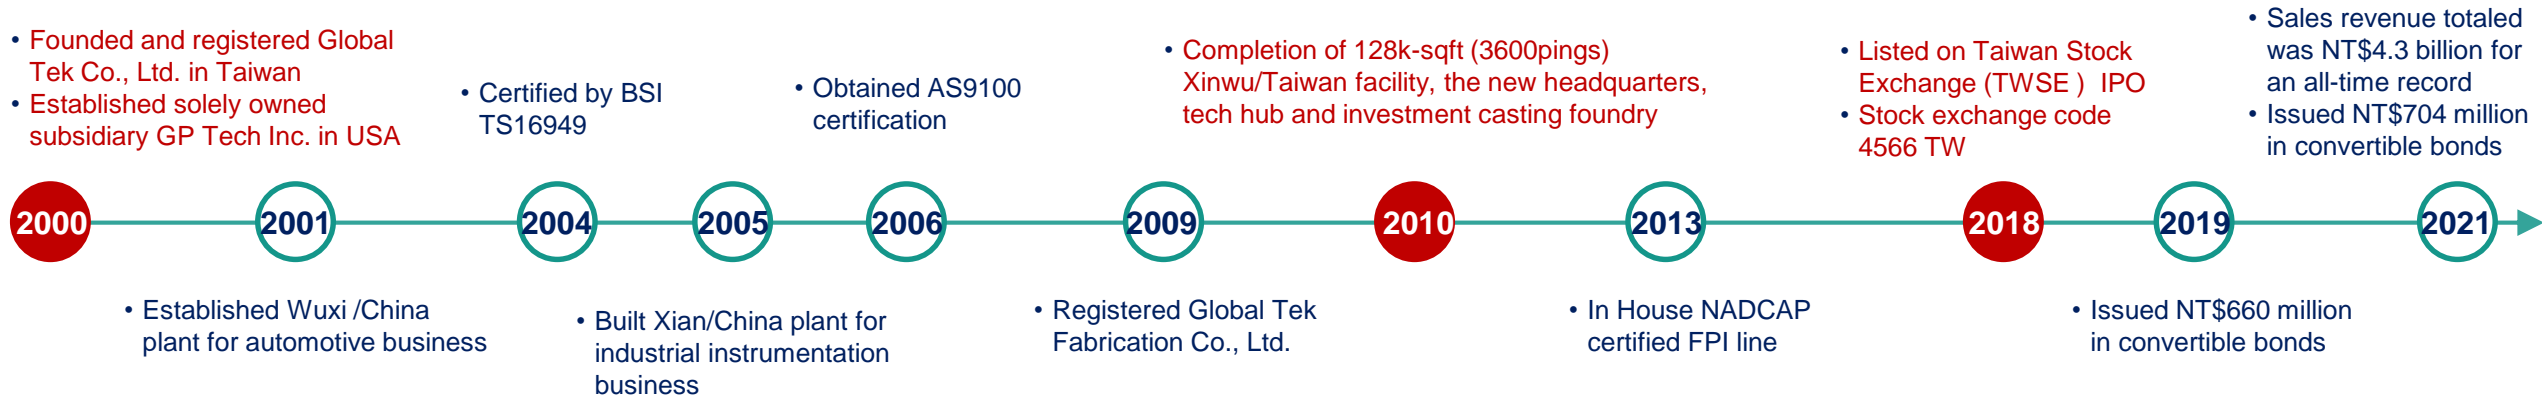 • Founded and registered Global
Tek Co., Ltd. in Taiwan
• Established solely owned
subsidiary GP Tech Inc. in USA
• Certified by BSI
TS16949
• Obtained AS9100
certification
• Completion of 128k-sqft (3600pings)
Xinwu/Taiwan facility, the new headquarters,
tech hub and investment casting foundry
• Listed on Taiwan Stock
Exchange (TWSE ) IPO
• Stock exchange code
4566 TW
• Sales revenue totaled
was NT$4.3 billion for
an all-time record
• Issued NT$704 million
in convertible bonds
2000
2001
2004
2005
2006
2009
2010
2013
2018
2019
2021
• Established Wuxi /China
plant for automotive business
• Built Xian/China plant for
industrial instrumentation
business
• Registered Global Tek
Fabrication Co., Ltd.
• In House NADCAP
certified FPI line
• Issued NT$660 million
in convertible bonds